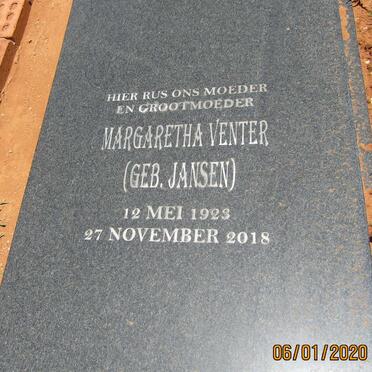 HIER RUS ONS MOEDER
EN GROOTMOEDER
MARGARETHA VENTER
(GEB. JANSEN)
12 MEI 1923
27 NOVEMBER 2018
06/01/2020